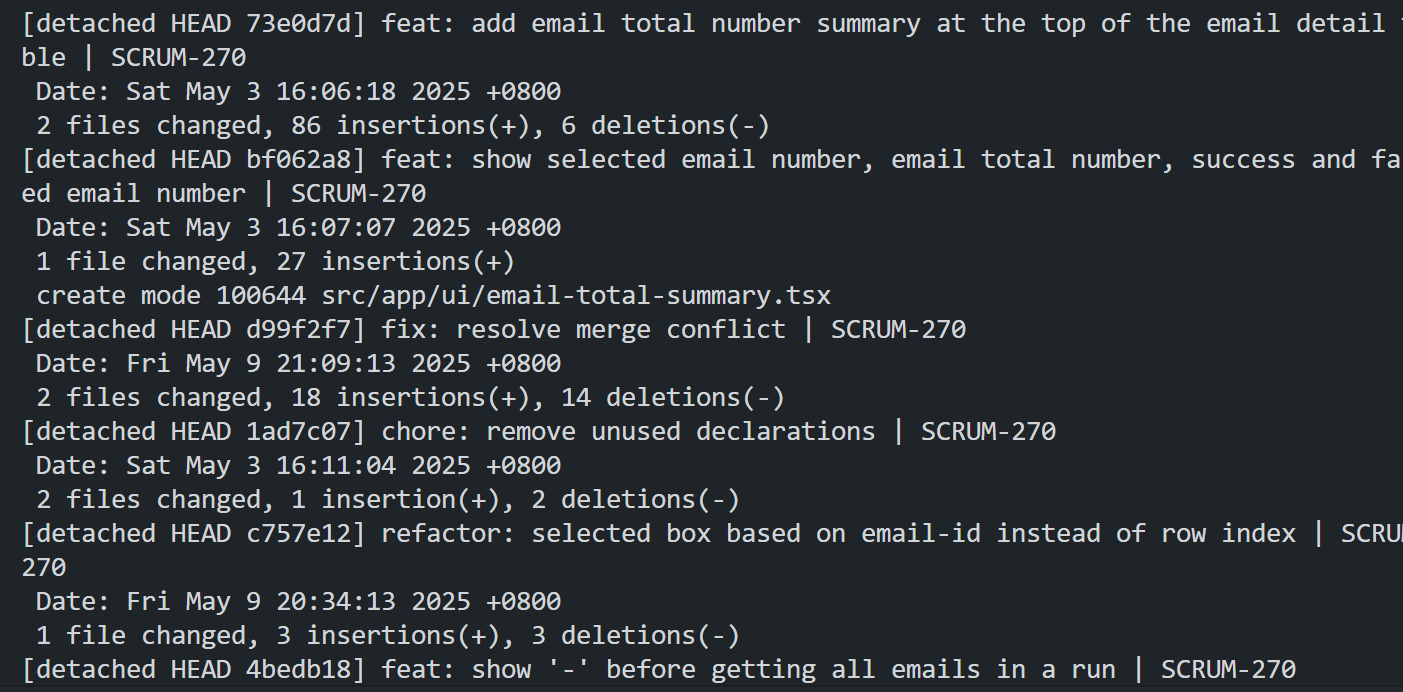 [detached HEAD 73e0d7d] feat: add email total number summary at the top of the email detail
ble | SCRUM-270
Date: Sat May 3 16:06:18 2025 +0800
2 files changed, 86 insertions(+), 6 deletions(-)
[detached HEAD bf062a8] feat: show selected email number, email total number, success and fa
ed email number | SCRUM-270
Date: Sat May 3 16:07:07 2025 +0800
1 file changed, 27 insertions(+)
create mode 100644 src/app/ui/email-total-summary.tsx
[detached HEAD d99f2f7] fix: resolve merge conflict | SCRUM-270
Date: Fri May 9 21:09:13 2025 +0800
2 files changed, 18 insertions(+), 14 deletions(-)
[detached HEAD 1ad7c07] chore: remove unused declarations | SCRUM-270
Date: Sat May 3 16:11:04 2025 +0800
2 files changed, 1 insertion(+), 2 deletions(-)
[detached HEAD c757e12] refactor: selected box based on email-id instead of row index | SCRU
270
Date: Fri May 9 20:34:13 2025 +0800
1 file changed, 3 insertions(+), 3 deletions(-)
[detached HEAD 4bedb18] feat: show '-' before getting all emails in a run | SCRUM-270